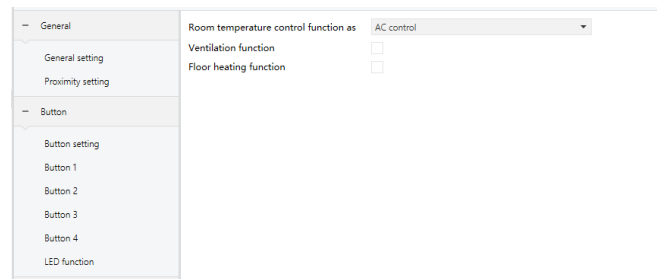 General
General setting
Proximity setting
Button
Button setting
Button 1
Button 2
Button 3
Button 4
LED function
Room temperature control function as AC control
Ventilation function
Floor heating function